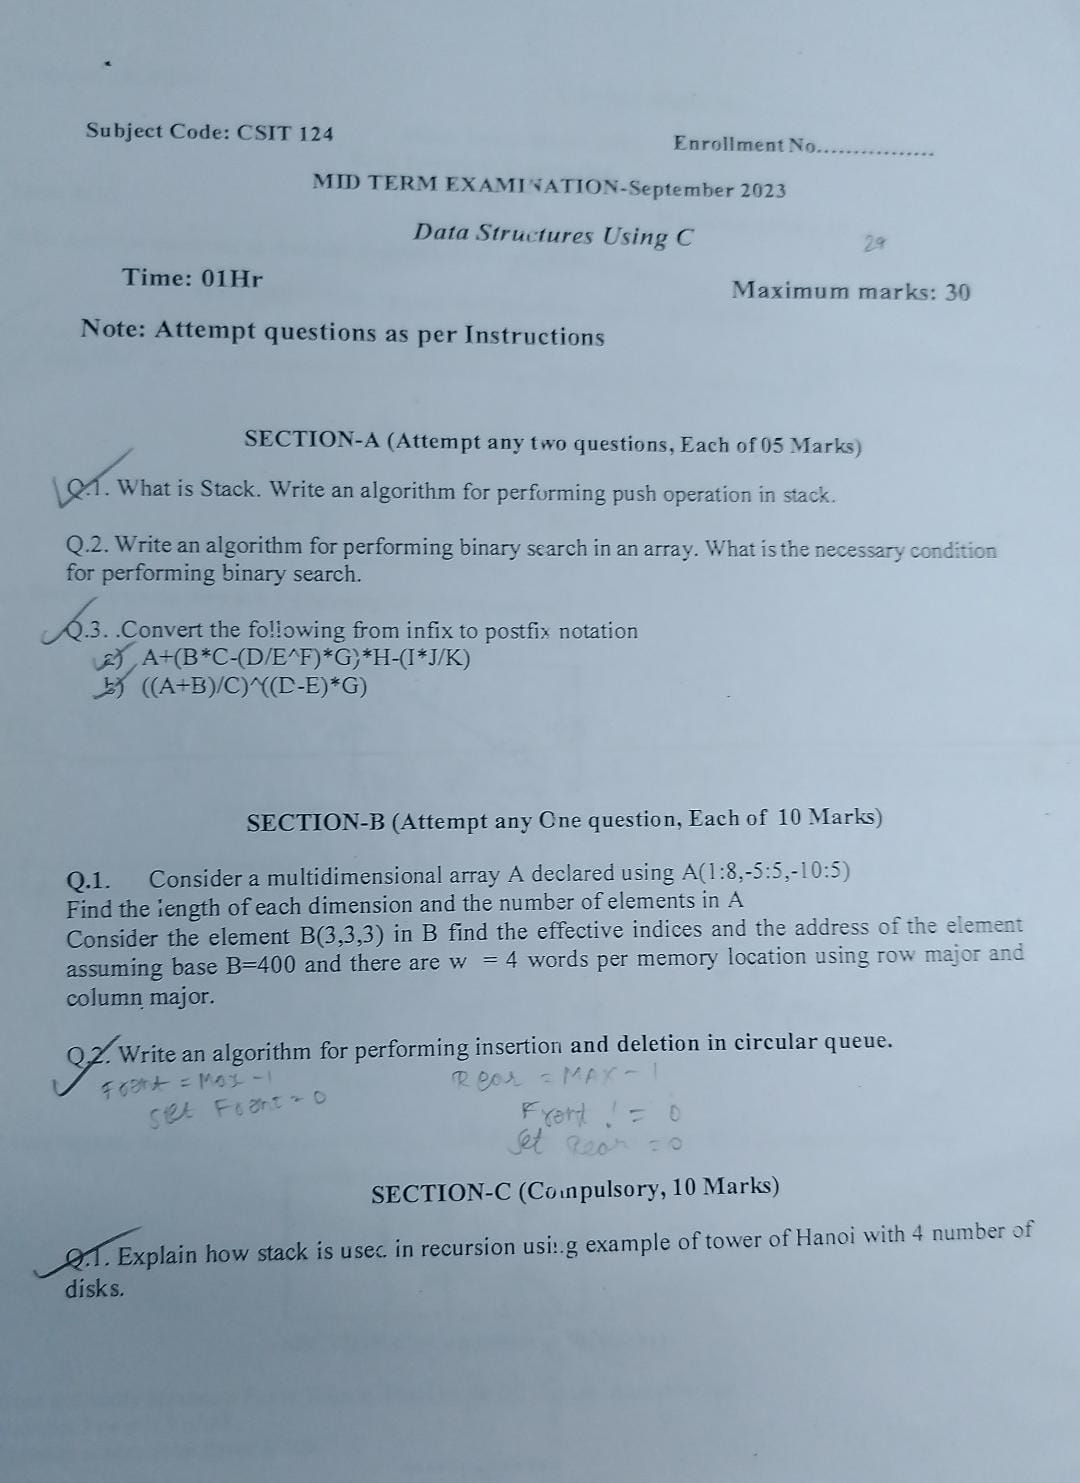 Subject Code: CSIT 124
Enrollment No................
MID TERM EXAMINATION-September 2023
Data Structures Using C
29
Time: 01Hr
Maximum marks: 30
Note: Attempt questions as per Instructions
SECTION-A (Attempt any two questions, Each of 05 Marks)
Q.1. What is Stack. Write an algorithm for performing push operation in stack.
Q.2. Write an algorithm for performing binary search in an array. What is the necessary condition
for performing binary search.
Q.3. .Convert the following from infix to postfix notation
a) A+(B*C-(D/E^F)*G)*H-(I*J/K)
b) ((A+B)/C)^((D-E)*G)
SECTION-B (Attempt any One question, Each of 10 Marks)
Q.1. Consider a multidimensional array A declared using A(1:8,-5:5,-10:5)
Find the length of each dimension and the number of elements in A
Consider the element B(3,3,3) in B find the effective indices and the address of the element
assuming base B=400 and there are w = 4 words per memory location using row major and
column major.
Q.2. Write an algorithm for performing insertion and deletion in circular queue.
Front = Max -1
Rear = MAX - 1
Set Front = 0
Front != 0
Set Rear = 0
SECTION-C (Compulsory, 10 Marks)
Q.1. Explain how stack is used in recursion using example of tower of Hanoi with 4 number of
disks.